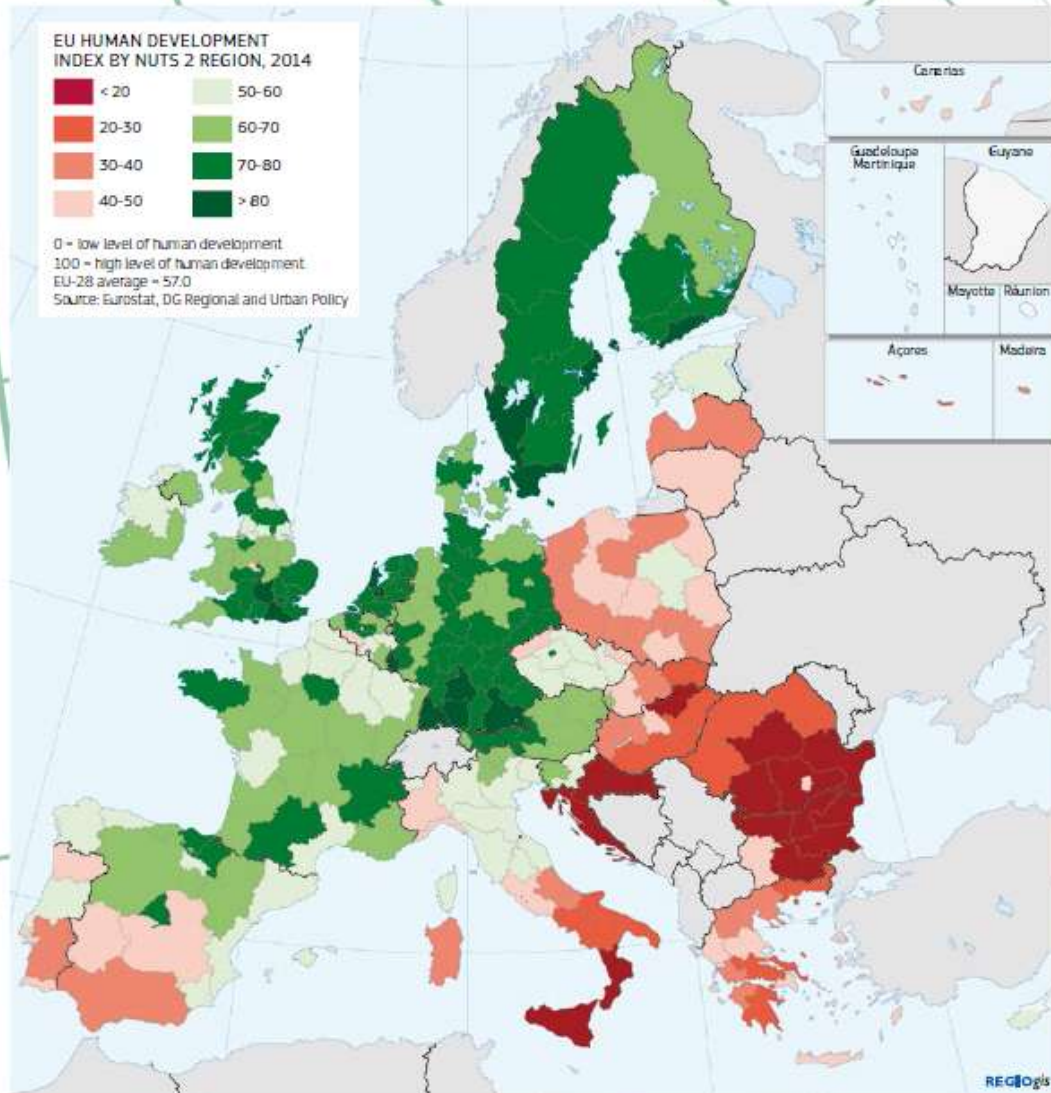 EU HUMAN DEVELOPMENT
INDEX BY NUTS 2 REGION, 2014
< 20
50-60
20-30
60-70
30-40
70-80
40-50
> 80
0 = low level of human development
100 = high level of human development
EU-28 average = 57.0
Source: Eurostat, DG Regional and Urban Policy
Canarias
Guadeloupe
Martinique
Guyane
Mayotte
Réunion
Açores
Madeira
REGIOgis